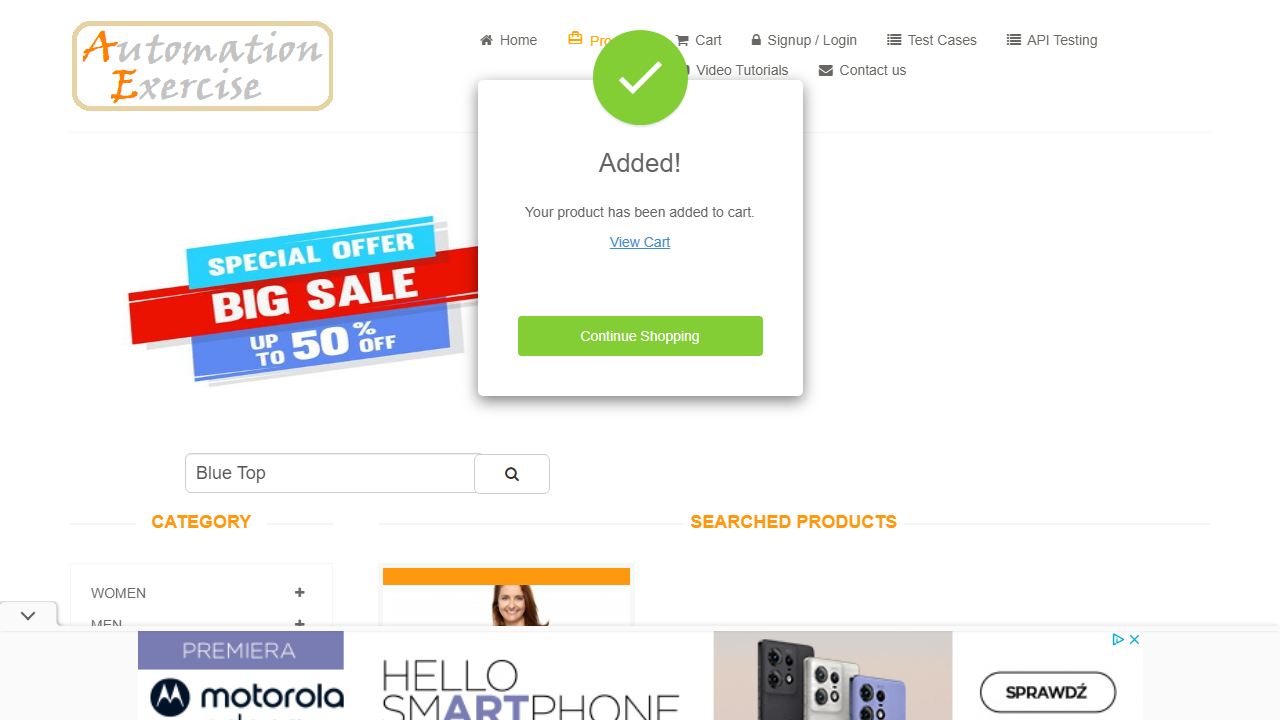 Automation
Exercise
Home
Cart
Signup / Login
Test Cases
API Testing
Video Tutorials
Contact us
Added!
Your product has been added to cart.
View Cart
Continue Shopping
SPECIAL OFFER
BIG SALE
UP TO 50% OFF
Blue Top
CATEGORY
SEARCHED PRODUCTS
WOMEN
MEN
PREMIERA
motorola
HELLO
SMARTPHONE
SPRAWDŹ